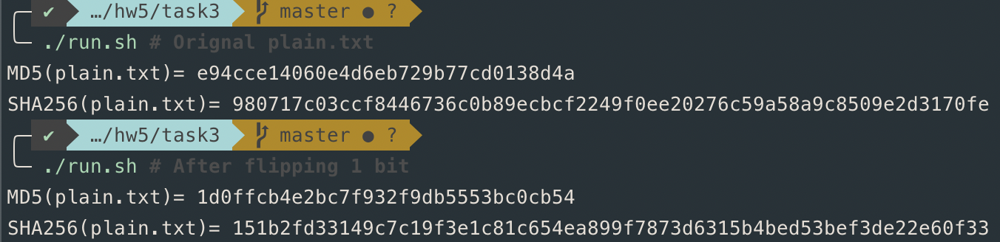 ✔ …/hw5/task3 master ● ?
./run.sh # Orignal plain.txt
MD5(plain.txt)= e94cce14060e4d6eb729b77cd0138d4a
SHA256(plain.txt)= 980717c03ccf8446736c0b89ecbcf2249f0ee20276c59a58a9c8509e2d3170fe
✔ …/hw5/task3 master ● ?
./run.sh # After flipping 1 bit
MD5(plain.txt)= 1d0ffcb4e2bc7f932f9db5553bc0cb54
SHA256(plain.txt)= 151b2fd33149c7c19f3e1c81c654ea899f7873d6315b4bed53bef3de22e60f33